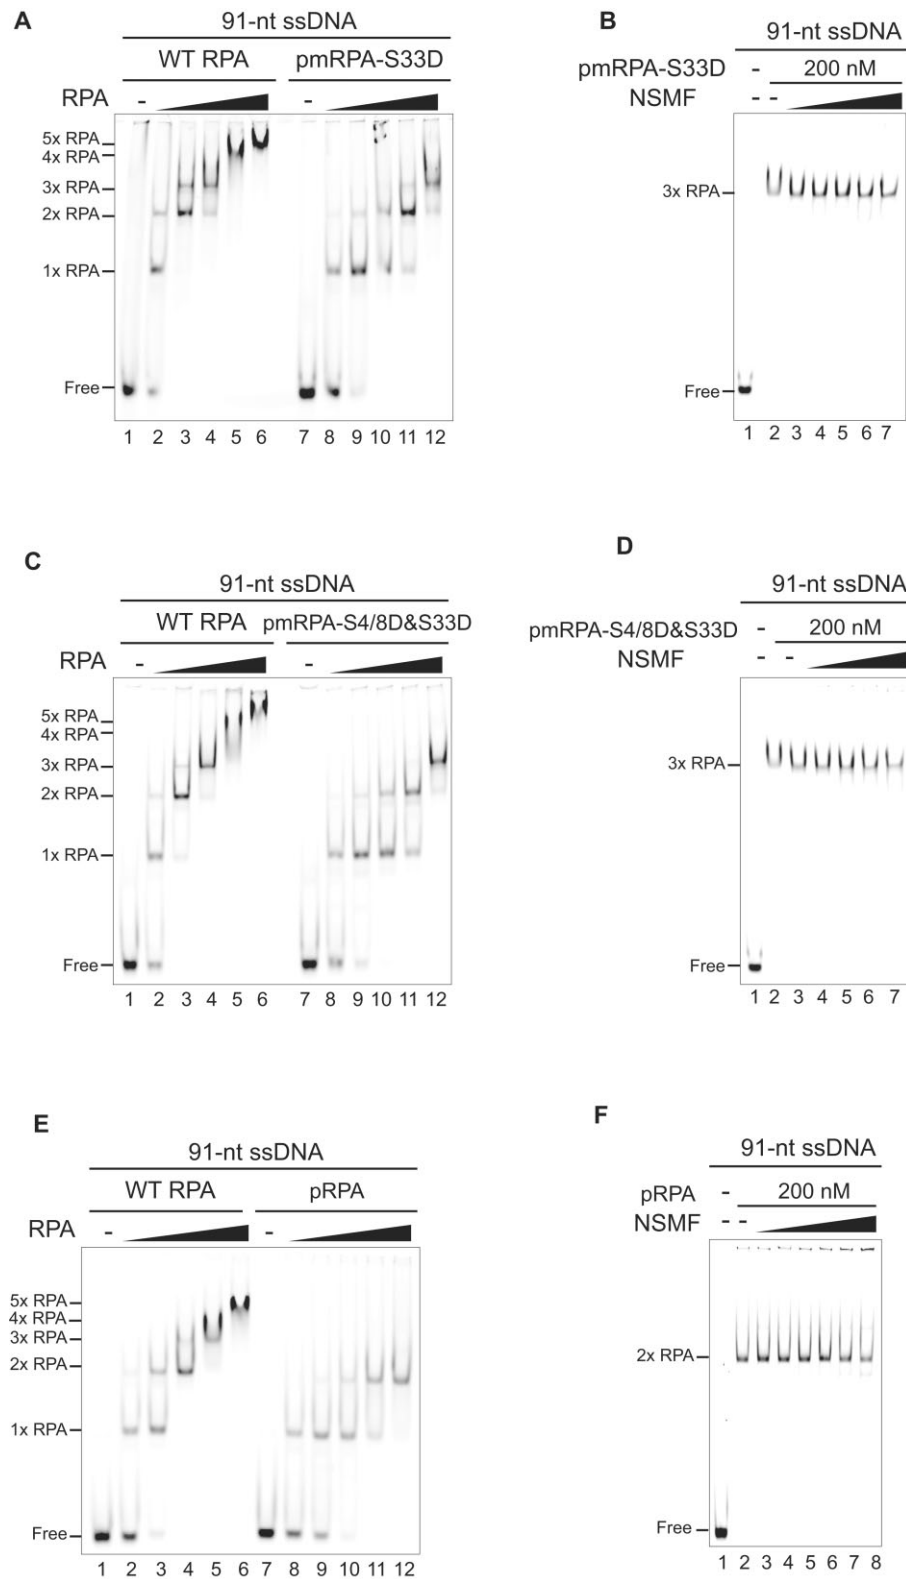 A
91-nt ssDNA
WT RPA pmRPA-S33D
RPA - -
5x RPA
4x RPA
3x RPA
2x RPA
1x RPA
Free
1 2 3 4 5 6 7 8 9 10 11 12
B
91-nt ssDNA
pmRPA-S33D - 200 nM
NSMF - -
3x RPA
Free
1 2 3 4 5 6 7
C
91-nt ssDNA
WT RPA pmRPA-S4/8D&S33D
RPA - -
5x RPA
4x RPA
3x RPA
2x RPA
1x RPA
Free
1 2 3 4 5 6 7 8 9 10 11 12
D
91-nt ssDNA
pmRPA-S4/8D&S33D - 200 nM
NSMF - -
3x RPA
Free
1 2 3 4 5 6 7
E
91-nt ssDNA
WT RPA pRPA
RPA - -
5x RPA
4x RPA
3x RPA
2x RPA
1x RPA
Free
1 2 3 4 5 6 7 8 9 10 11 12
F
91-nt ssDNA
pRPA - 200 nM
NSMF - -
2x RPA
Free
1 2 3 4 5 6 7 8